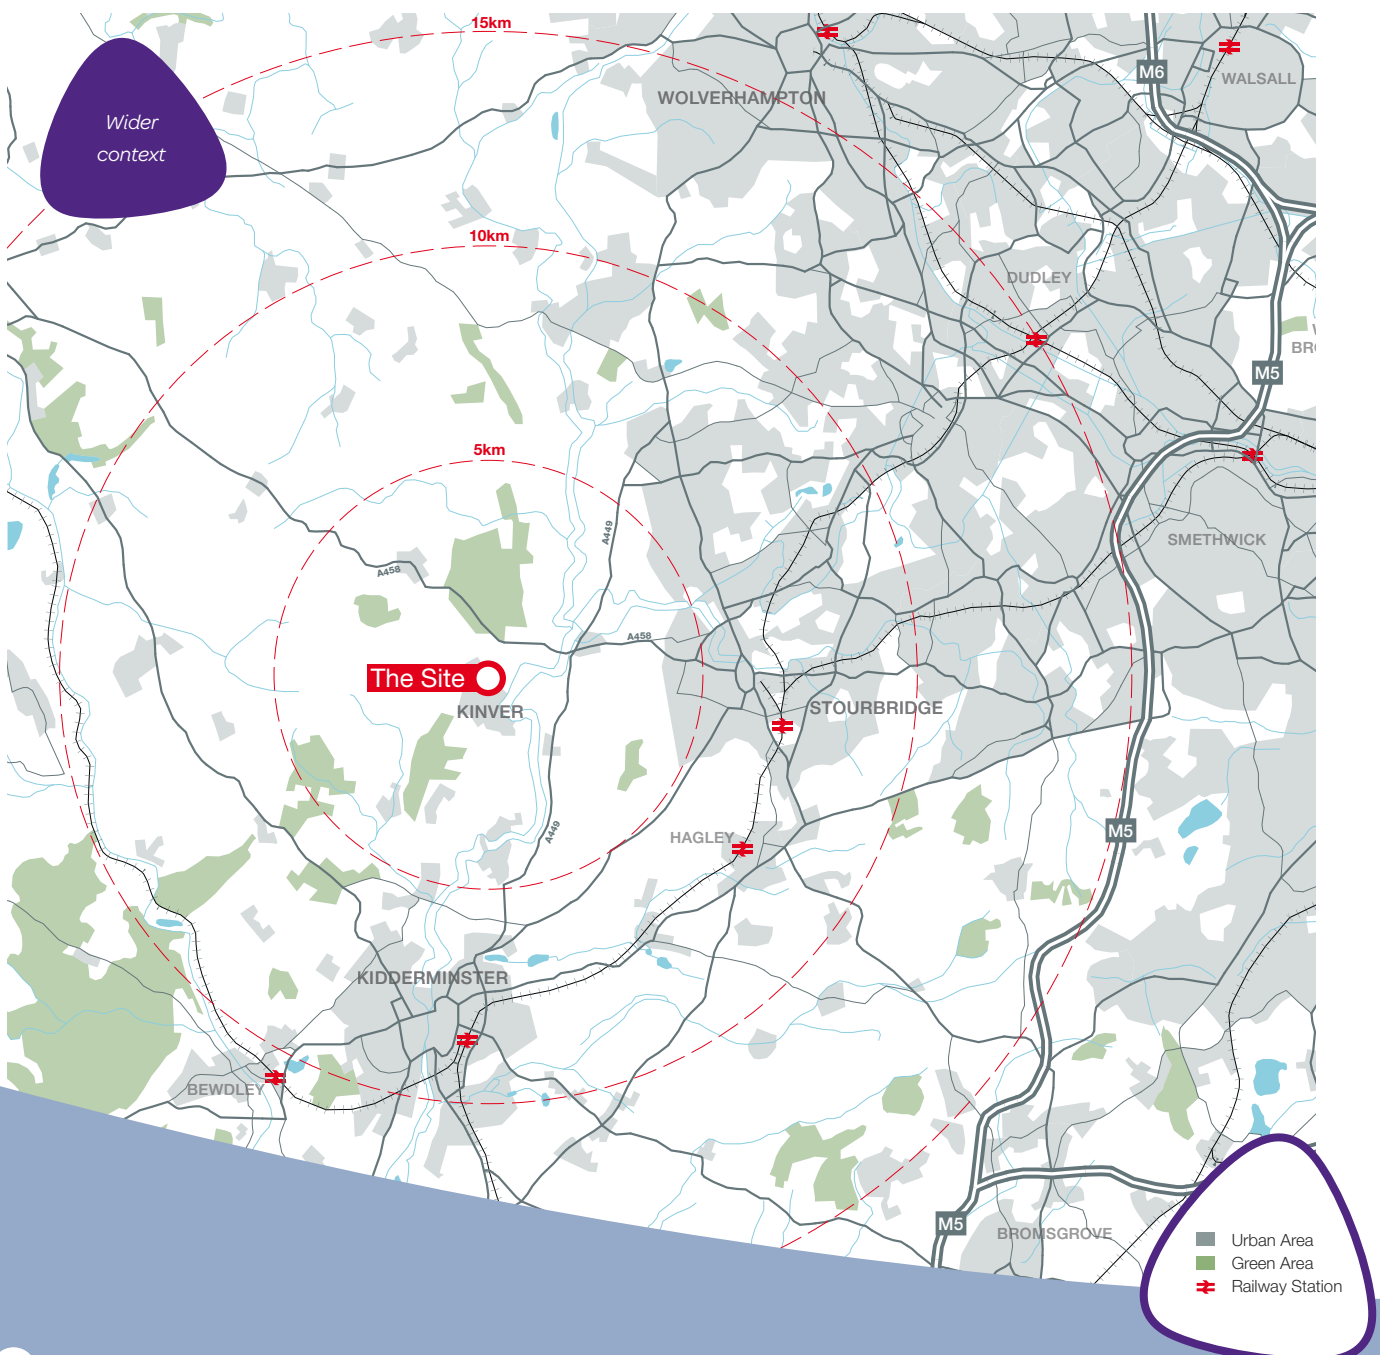 15km
Wider
context
WOLVERHAMPTON
M6
WALSALL
10km
DUDLEY
BR
M5
5km
A449
SMETHWICK
A458
A458
The Site
KINVER
STOURBRIDGE
A449
HAGLEY
M5
KIDDERMINSTER
BEWDLEY
M5
BROMSGROVE
Urban Area
Green Area
Railway Station